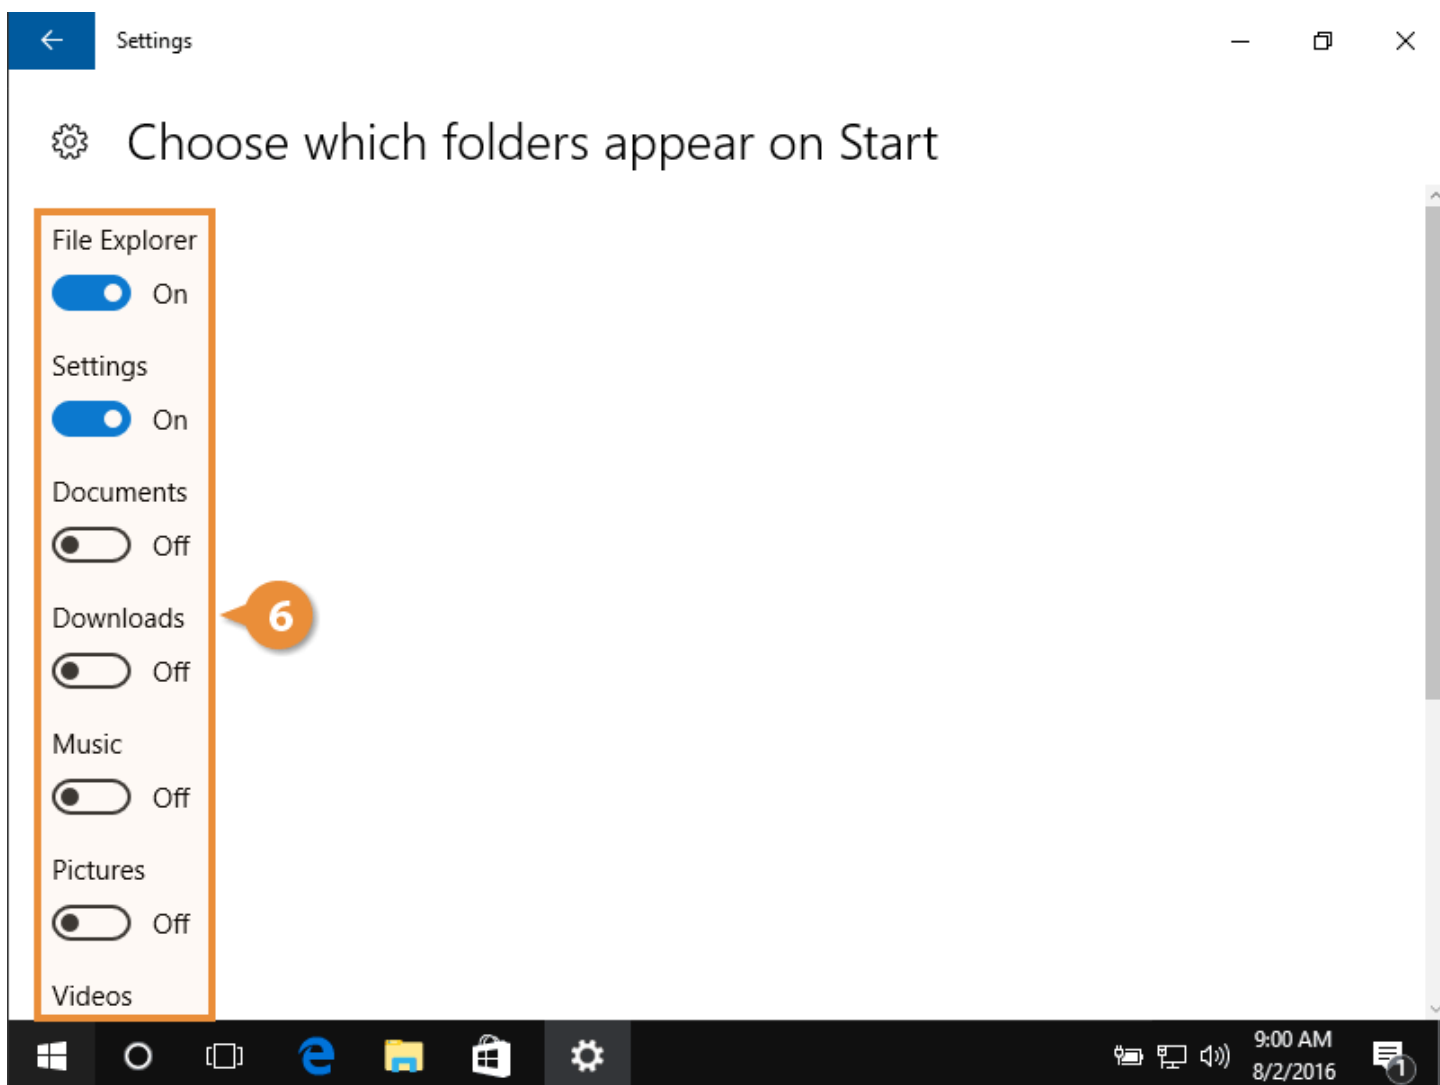 Settings
Choose which folders appear on Start
File Explorer
On
Settings
On
Documents
Off
Downloads
6
Off
Music
Off
Pictures
Off
Videos
9:00 AM
8/2/2016
1